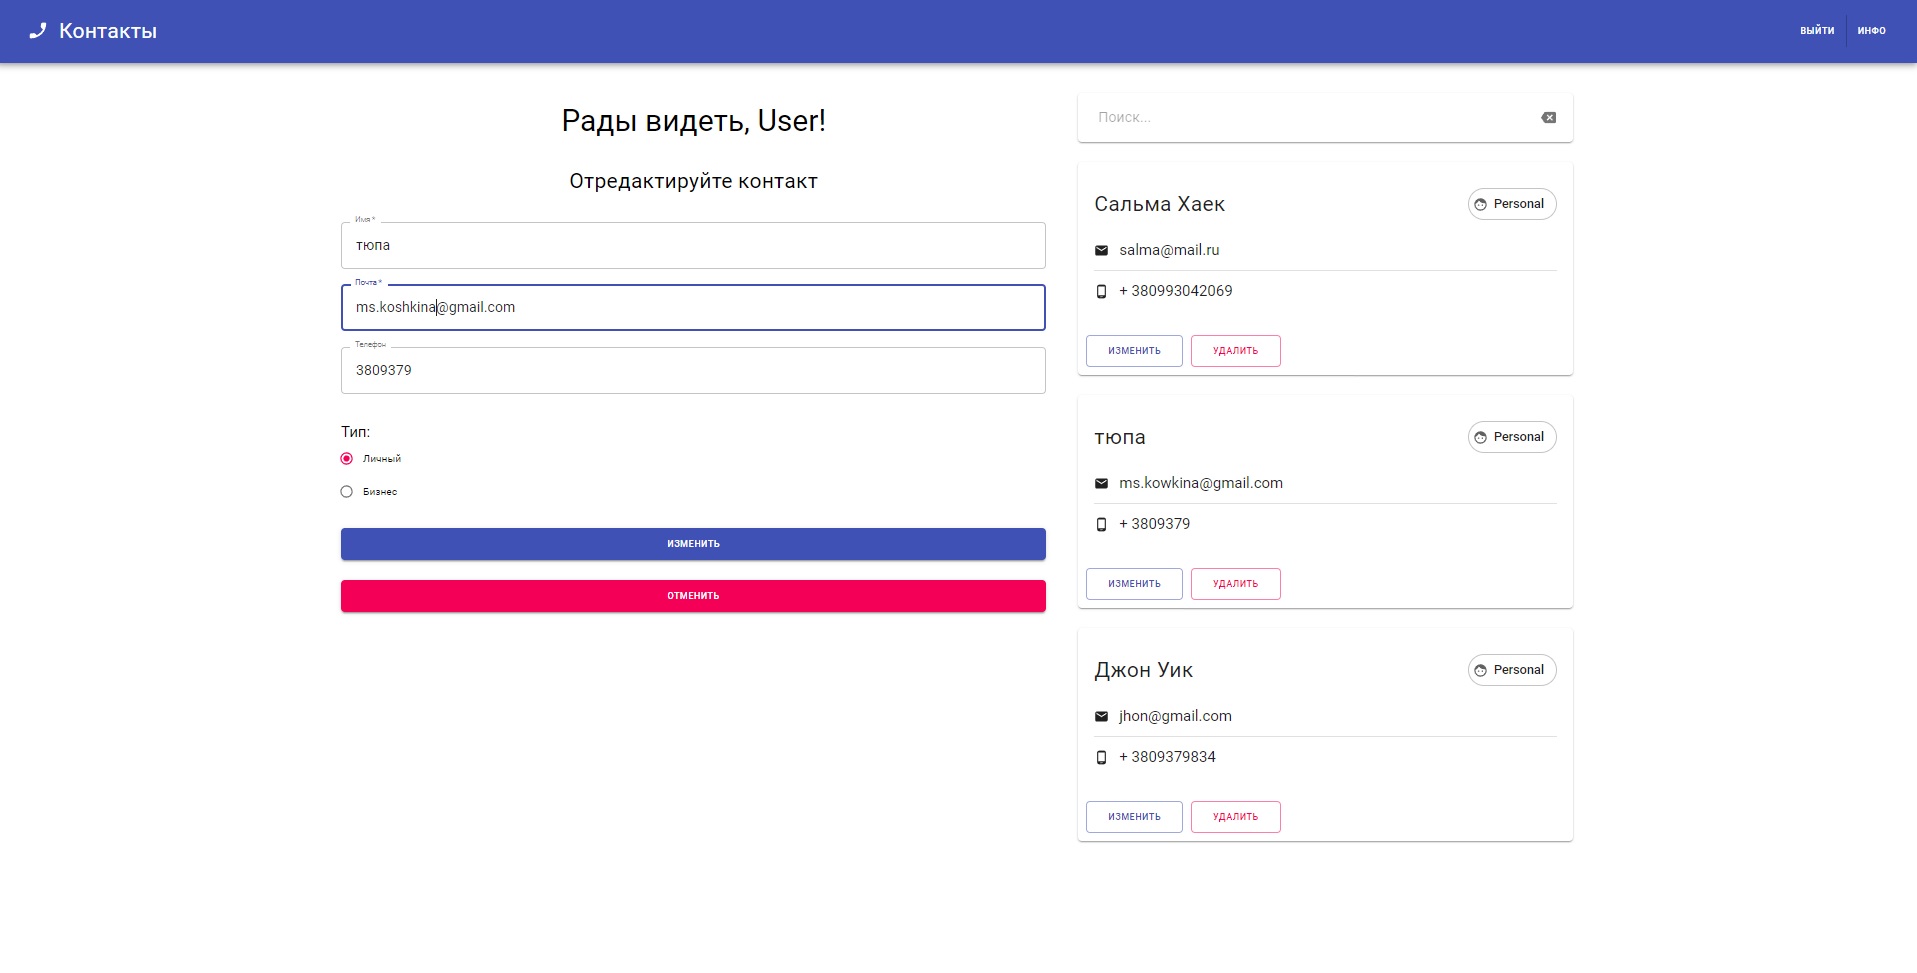 Контакты
ВЫЙТИ
ИНФО
Рады видеть, User!
Отредактируйте контакт
Имя *
тюпа
Почта *
ms.koshkina@gmail.com
Телефон
3809379
Тип:
Личный
Бизнес
ИЗМЕНИТЬ
ОТМЕНИТЬ
Поиск...
Сальма Хаек
Personal
salma@mail.ru
+ 380993042069
ИЗМЕНИТЬ
УДАЛИТЬ
тюпа
Personal
ms.kowkina@gmail.com
+ 3809379
ИЗМЕНИТЬ
УДАЛИТЬ
Джон Уик
Personal
jhon@gmail.com
+ 3809379834
ИЗМЕНИТЬ
УДАЛИТЬ